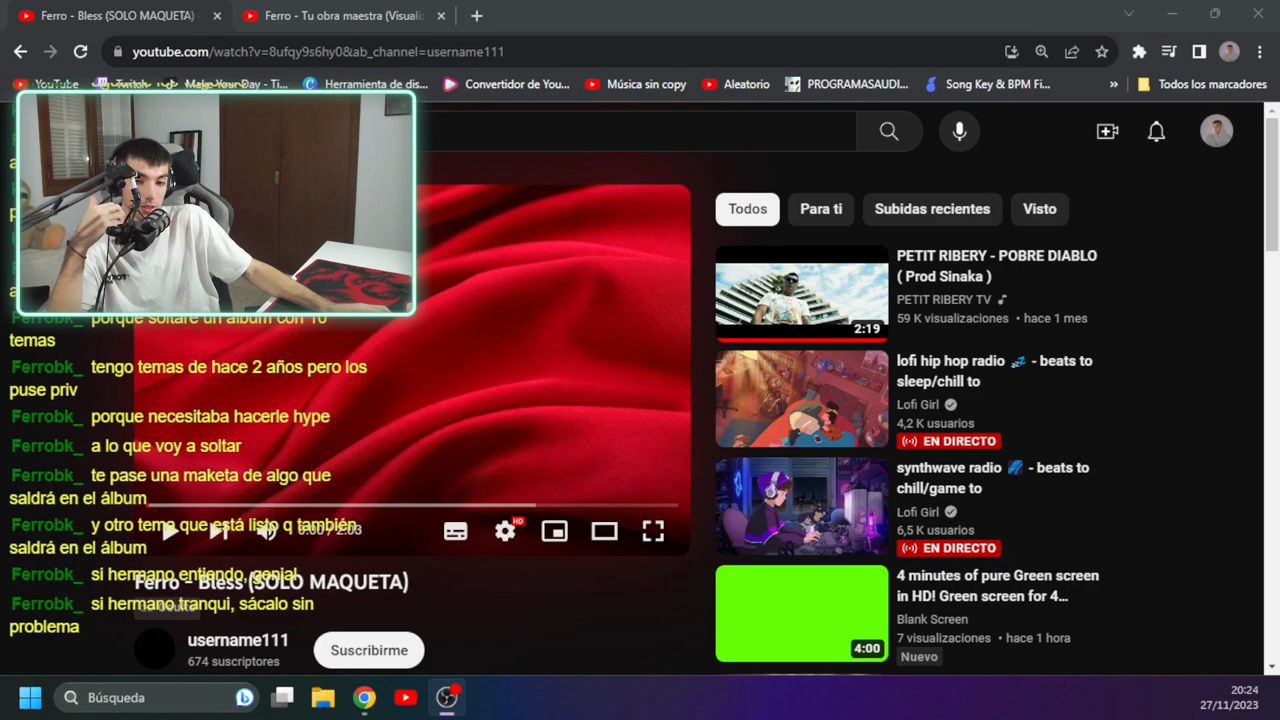 Ferro - Bless (SOLO MAQUETA) -
Ferro - Tu obra maestra (Visualiz
youtube.com/watch?v=8ufqy9s6hy0&ab_channel=username111
YouTube
Twitch
Make Your Day - Ti...
Herramienta de dis...
Convertidor de You...
Música sin copy
Aleatorio
PROGRAMASAUDI...
Song Key & BPM Fi...
»
Todos los marcadores
Todos
Para ti
Subidas recientes
Visto
PETIT RIBERY - POBRE DIABLO
( Prod Sinaka )
PETIT RIBERY TV
59 K visualizaciones • hace 1 mes
2:19
lofi hip hop radio 💤 - beats to
sleep/chill to
Lofi Girl
4,2 K usuarios
EN DIRECTO
synthwave radio 🌌 - beats to
chill/game to
Lofi Girl
6,5 K usuarios
EN DIRECTO
4 minutes of pure Green screen
in HD! Green screen for 4...
Blank Screen
7 visualizaciones • hace 1 hora
Nuevo
4:00
Ferrobk_ porque soltaré un álbum con 10
temas
Ferrobk_ tengo temas de hace 2 años pero los
puse priv
Ferrobk_ porque necesitaba hacerle hype
Ferrobk_ a lo que voy a soltar
Ferrobk_ te pase una maketa de algo que
saldrá en el álbum
Ferrobk_ y otro tema que está listo q también
saldrá en el álbum
0:00 / 2:03
HD
Ferrobk_ si hermano entiendo, genial
Ferro - Bless (SOLO MAQUETA)
Ferrobk_ si hermano tranqui, sácalo sin
problema
username111
674 suscriptores
Suscribirme
Búsqueda
20:24
27/11/2023